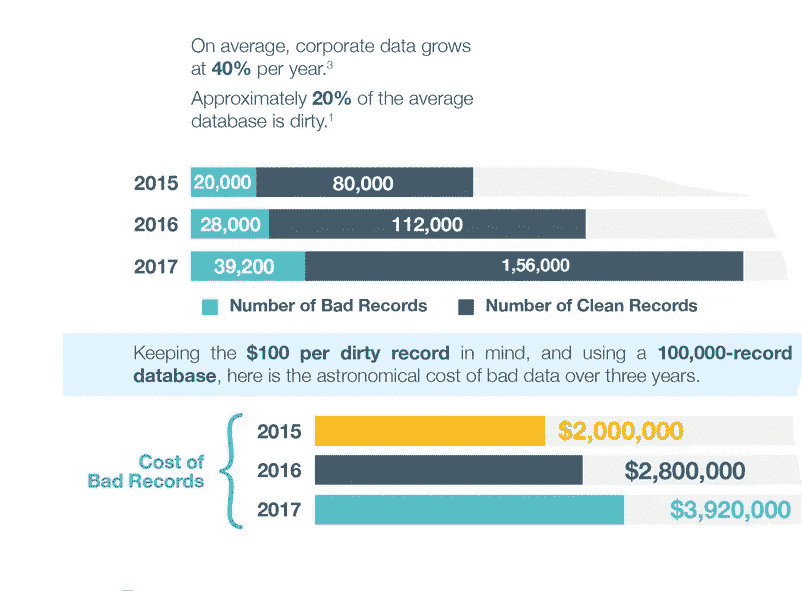 On average, corporate data grows
at 40% per year.³
Approximately 20% of the average
database is dirty.¹
2015 20,000 80,000
2016 28,000 112,000
2017 39,200 1,56,000
Number of Bad Records Number of Clean Records
Keeping the $100 per dirty record in mind, and using a 100,000-record
database, here is the astronomical cost of bad data over three years.
Cost of
Bad Records
2015 $2,000,000
2016 $2,800,000
2017 $3,920,000